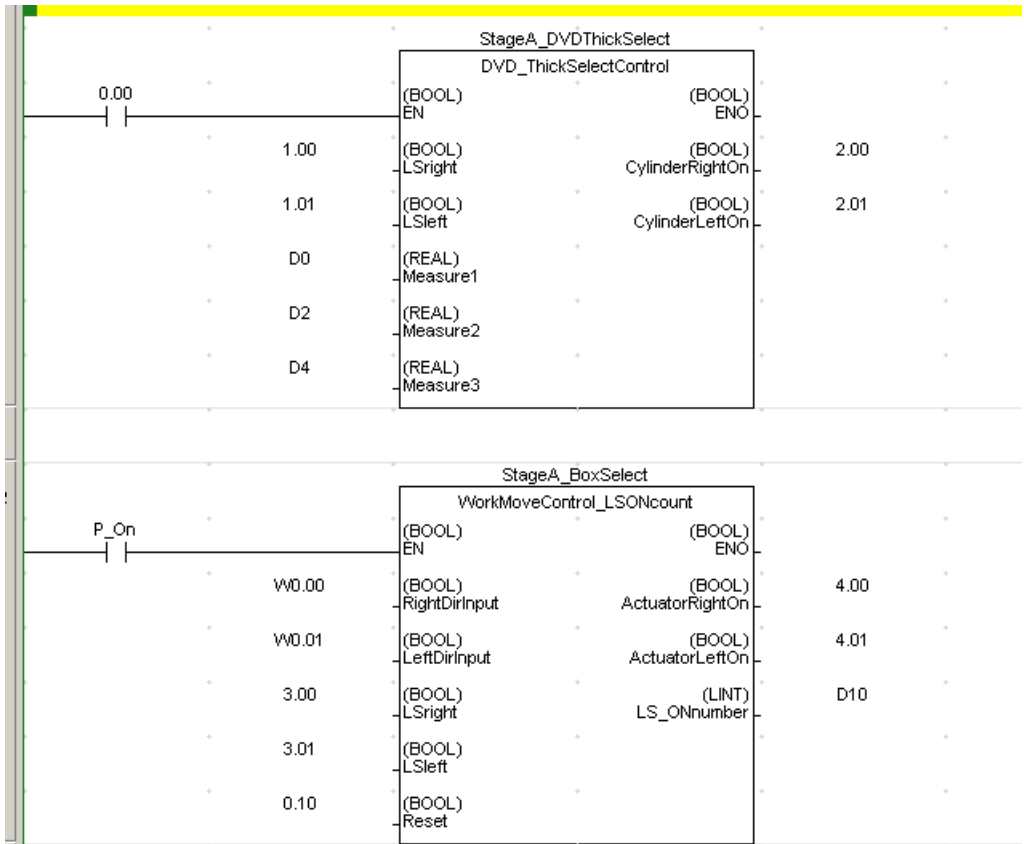 StageA_DVDThickSelect
DVD_ThickSelectControl
0.00
(BOOL) (BOOL)
EN ENO
1.00 (BOOL) (BOOL) 2.00
LSright CylinderRightOn
1.01 (BOOL) (BOOL) 2.01
LSleft CylinderLeftOn
D0 (REAL)
Measure1
D2 (REAL)
Measure2
D4 (REAL)
Measure3
StageA_BoxSelect
WorkMoveControl_LSONcount
P_On
(BOOL) (BOOL)
EN ENO
W0.00 (BOOL) (BOOL) 4.00
RightDirInput ActuatorRightOn
W0.01 (BOOL) (BOOL) 4.01
LeftDirInput ActuatorLeftOn
3.00 (BOOL) (LINT) D10
LSright LS_ONnumber
3.01 (BOOL)
LSleft
0.10 (BOOL)
Reset